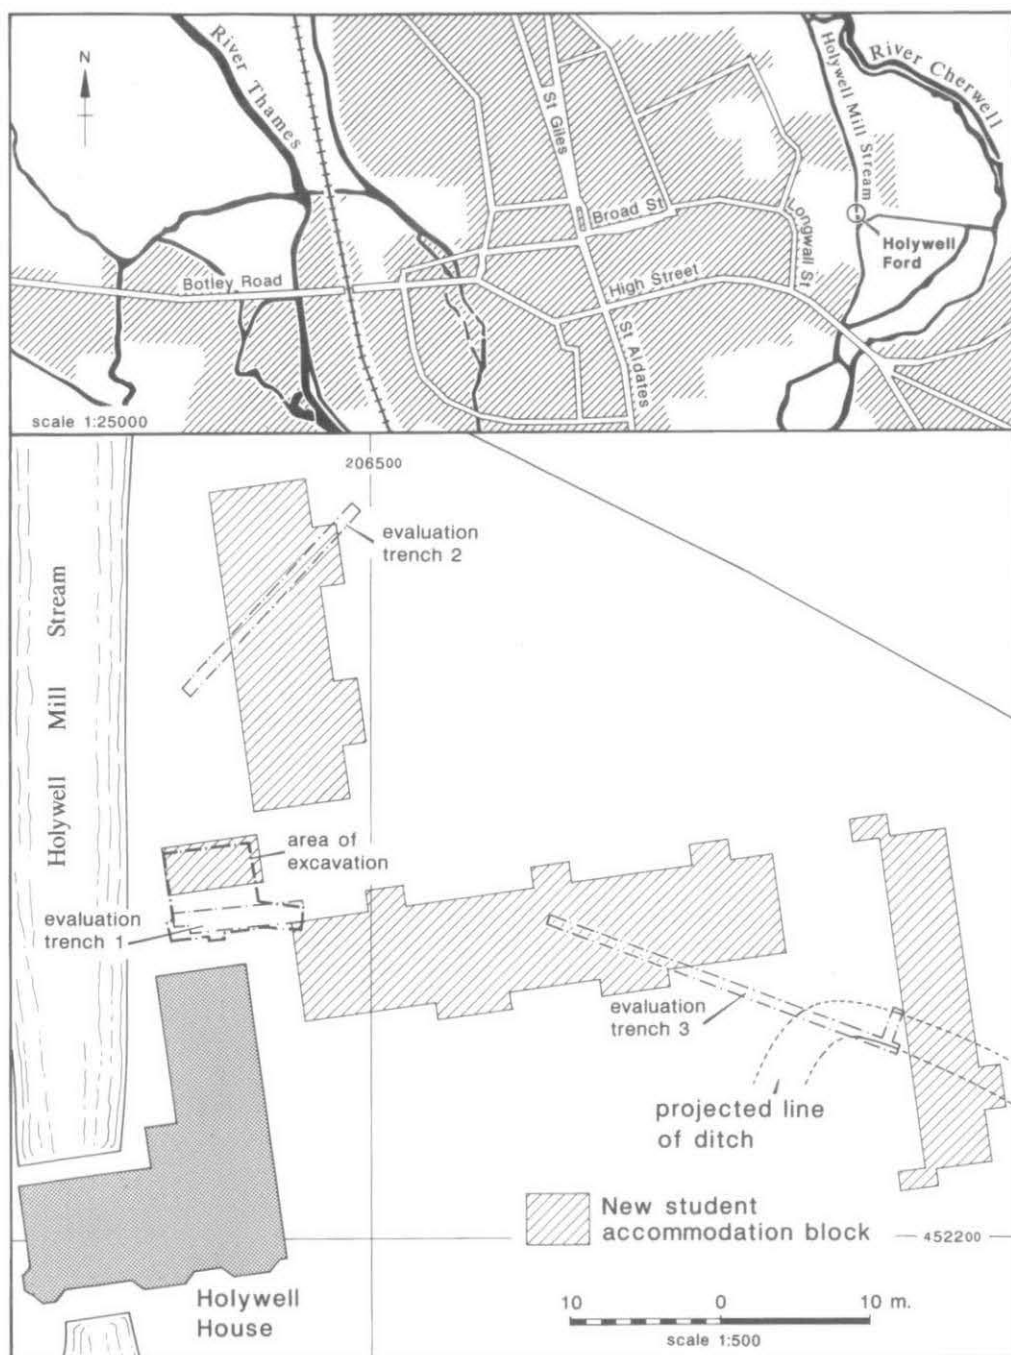 N
River Thames
St Giles
Broad St
Longwall St
Holywell Mill Stream
River Cherwell
Holywell
Ford
Botley Road
High Street
St Aldates
scale 1:25000
206500
evaluation
trench 2
Holywell Mill Stream
area of
excavation
evaluation
trench 1
evaluation
trench 3
projected line
of ditch
New student
accommodation block
452200
Holywell
House
10 0 10 m.
scale 1:500